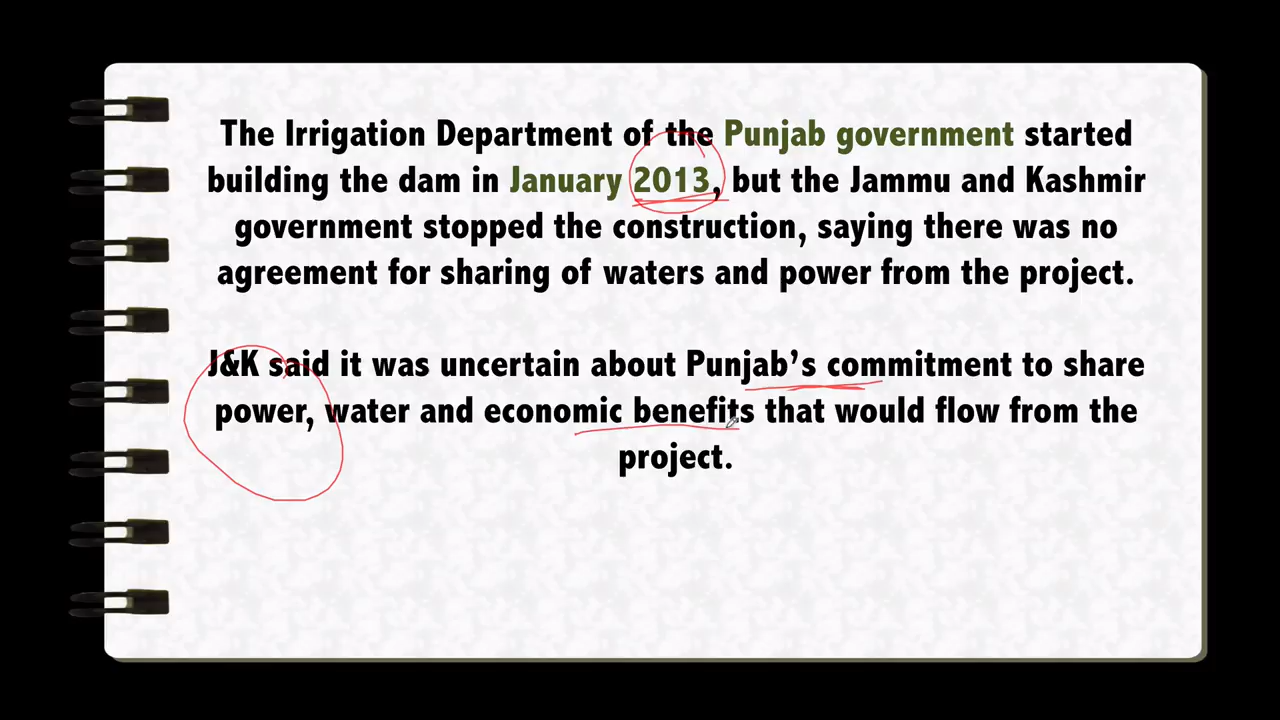 The Irrigation Department of the Punjab government started
building the dam in January 2013, but the Jammu and Kashmir
government stopped the construction, saying there was no
agreement for sharing of waters and power from the project.
J&K said it was uncertain about Punjab’s commitment to share
power, water and economic benefits that would flow from the
project.